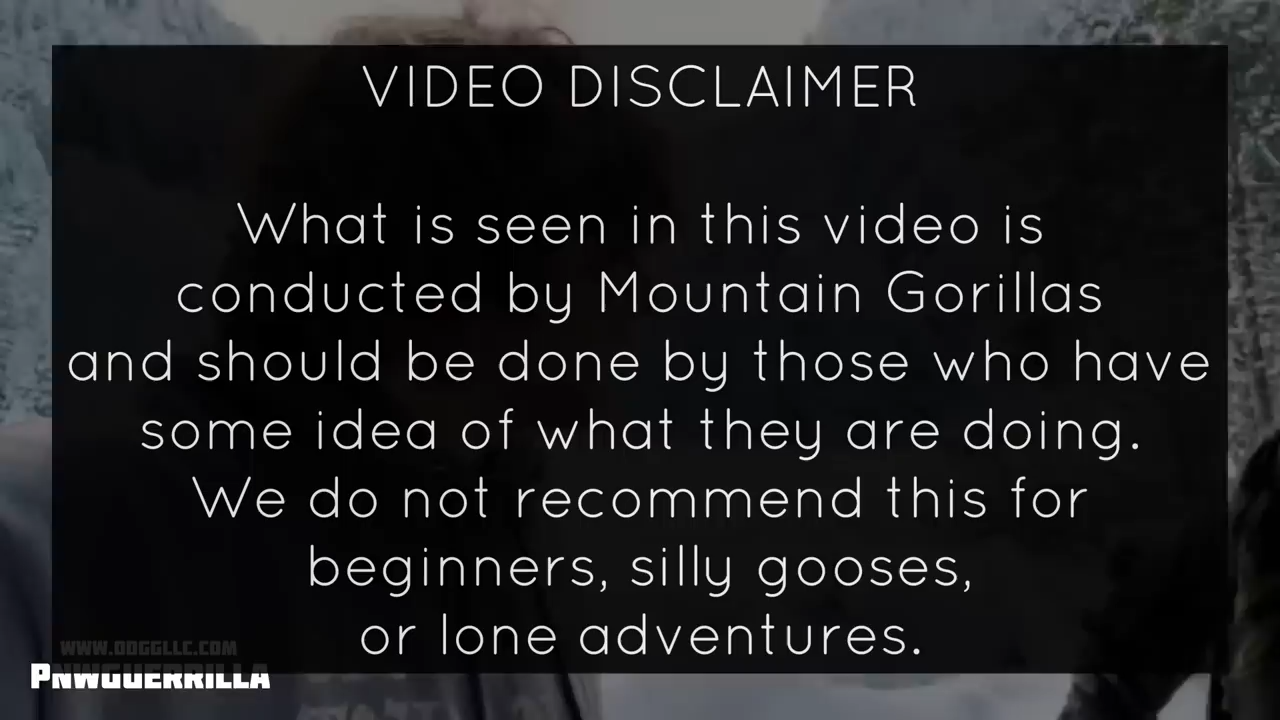 VIDEO DISCLAIMER
What is seen in this video is
conducted by Mountain Gorillas
and should be done by those who have
some idea of what they are doing.
We do not recommend this for
beginners, silly gooses,
or lone adventures.
WWW.ODGGLLC.COM
PNWGUERRILLA